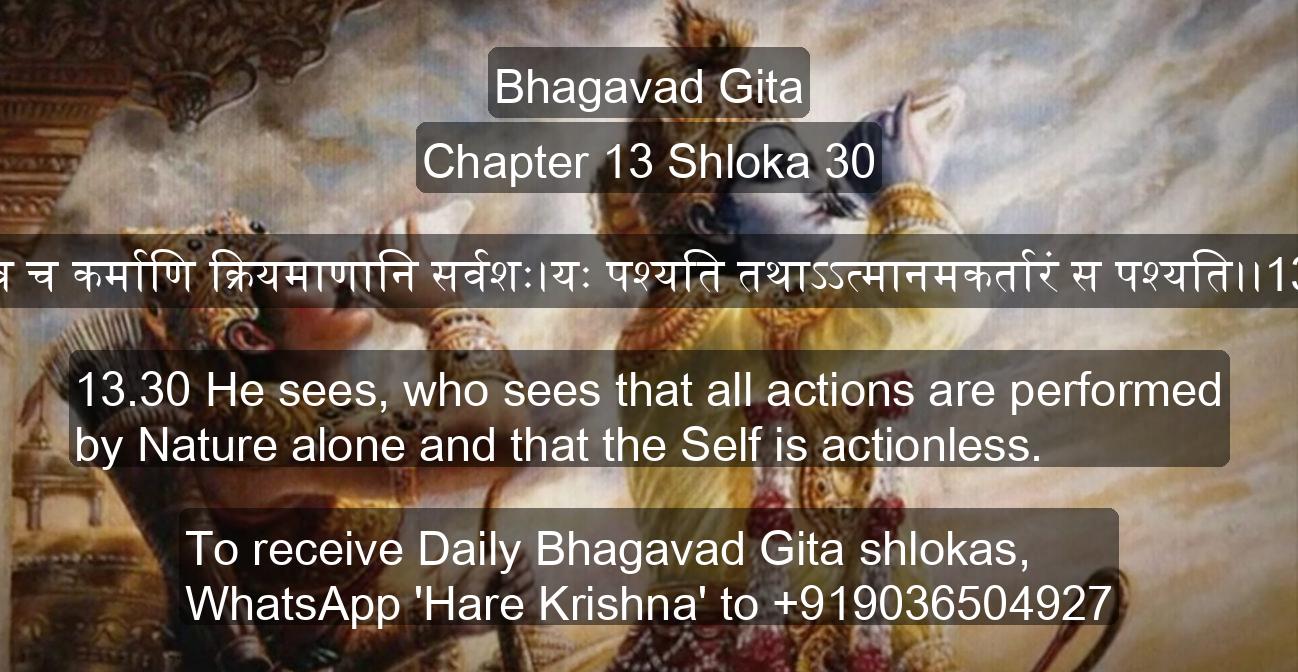 Bhagavad Gita
Chapter 13 Shloka 30
च कर्माणि क्रियमाणानि सर्वशः।यः पश्यति तथाऽऽत्मानमकर्तारं स पश्यति।।13
13.30 He sees, who sees that all actions are performed
by Nature alone and that the Self is actionless.
To receive Daily Bhagavad Gita shlokas,
WhatsApp 'Hare Krishna' to +919036504927